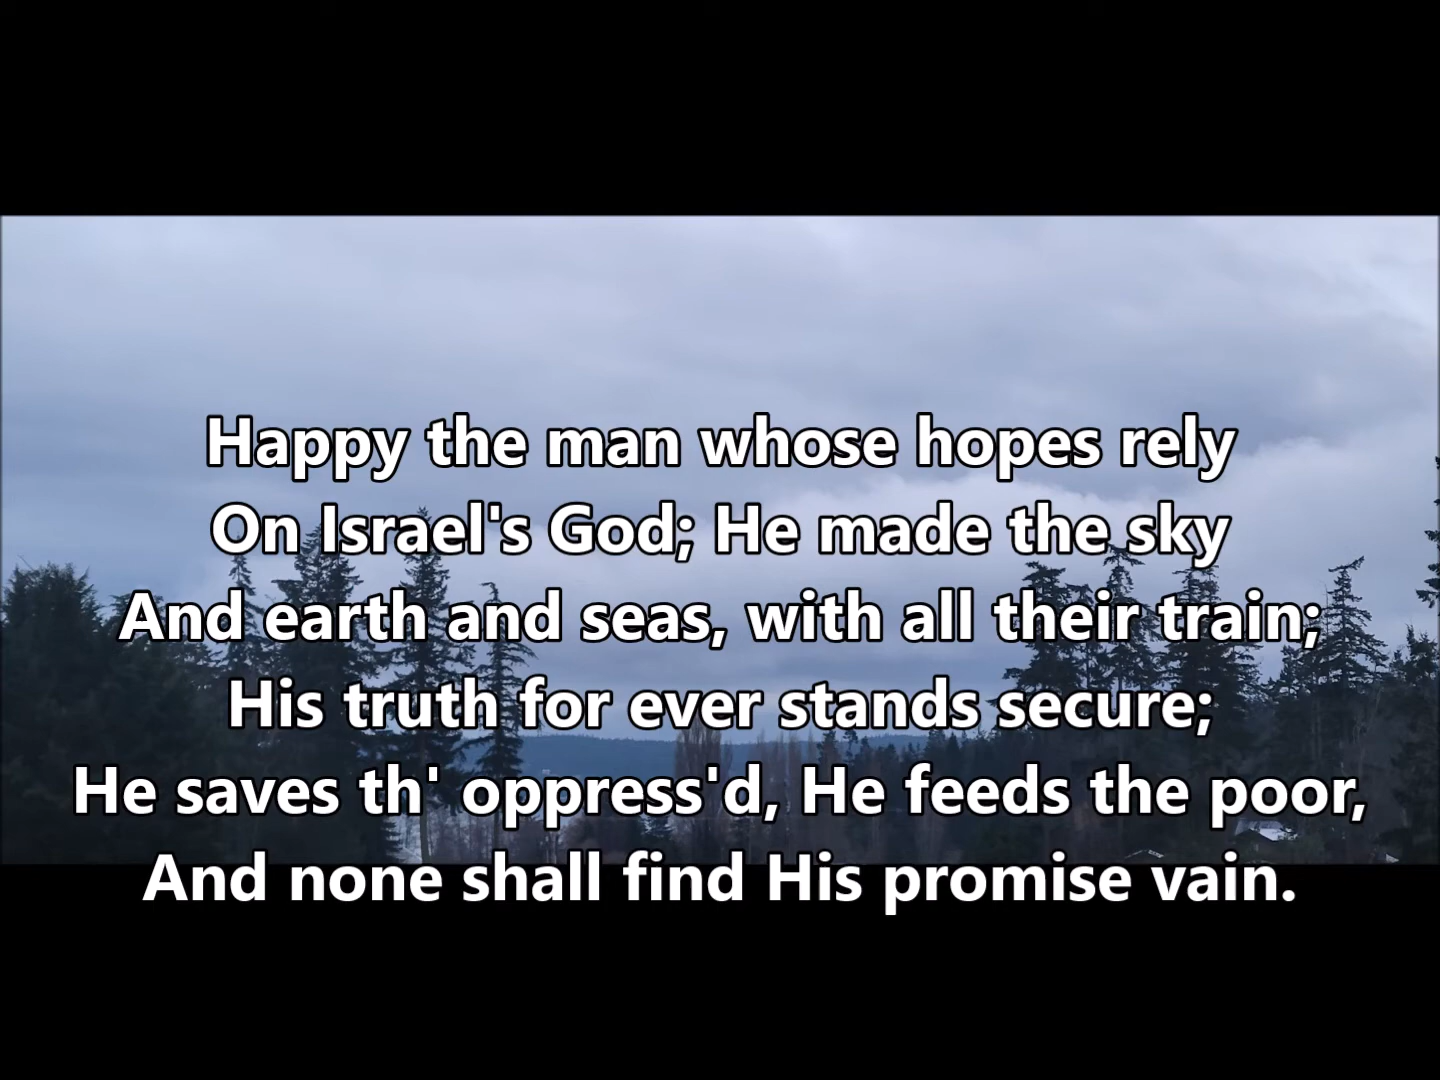 Happy the man whose hopes rely
On Israel's God; He made the sky
And earth and seas, with all their train;
His truth for ever stands secure;
He saves th' oppress'd, He feeds the poor,
And none shall find His promise vain.